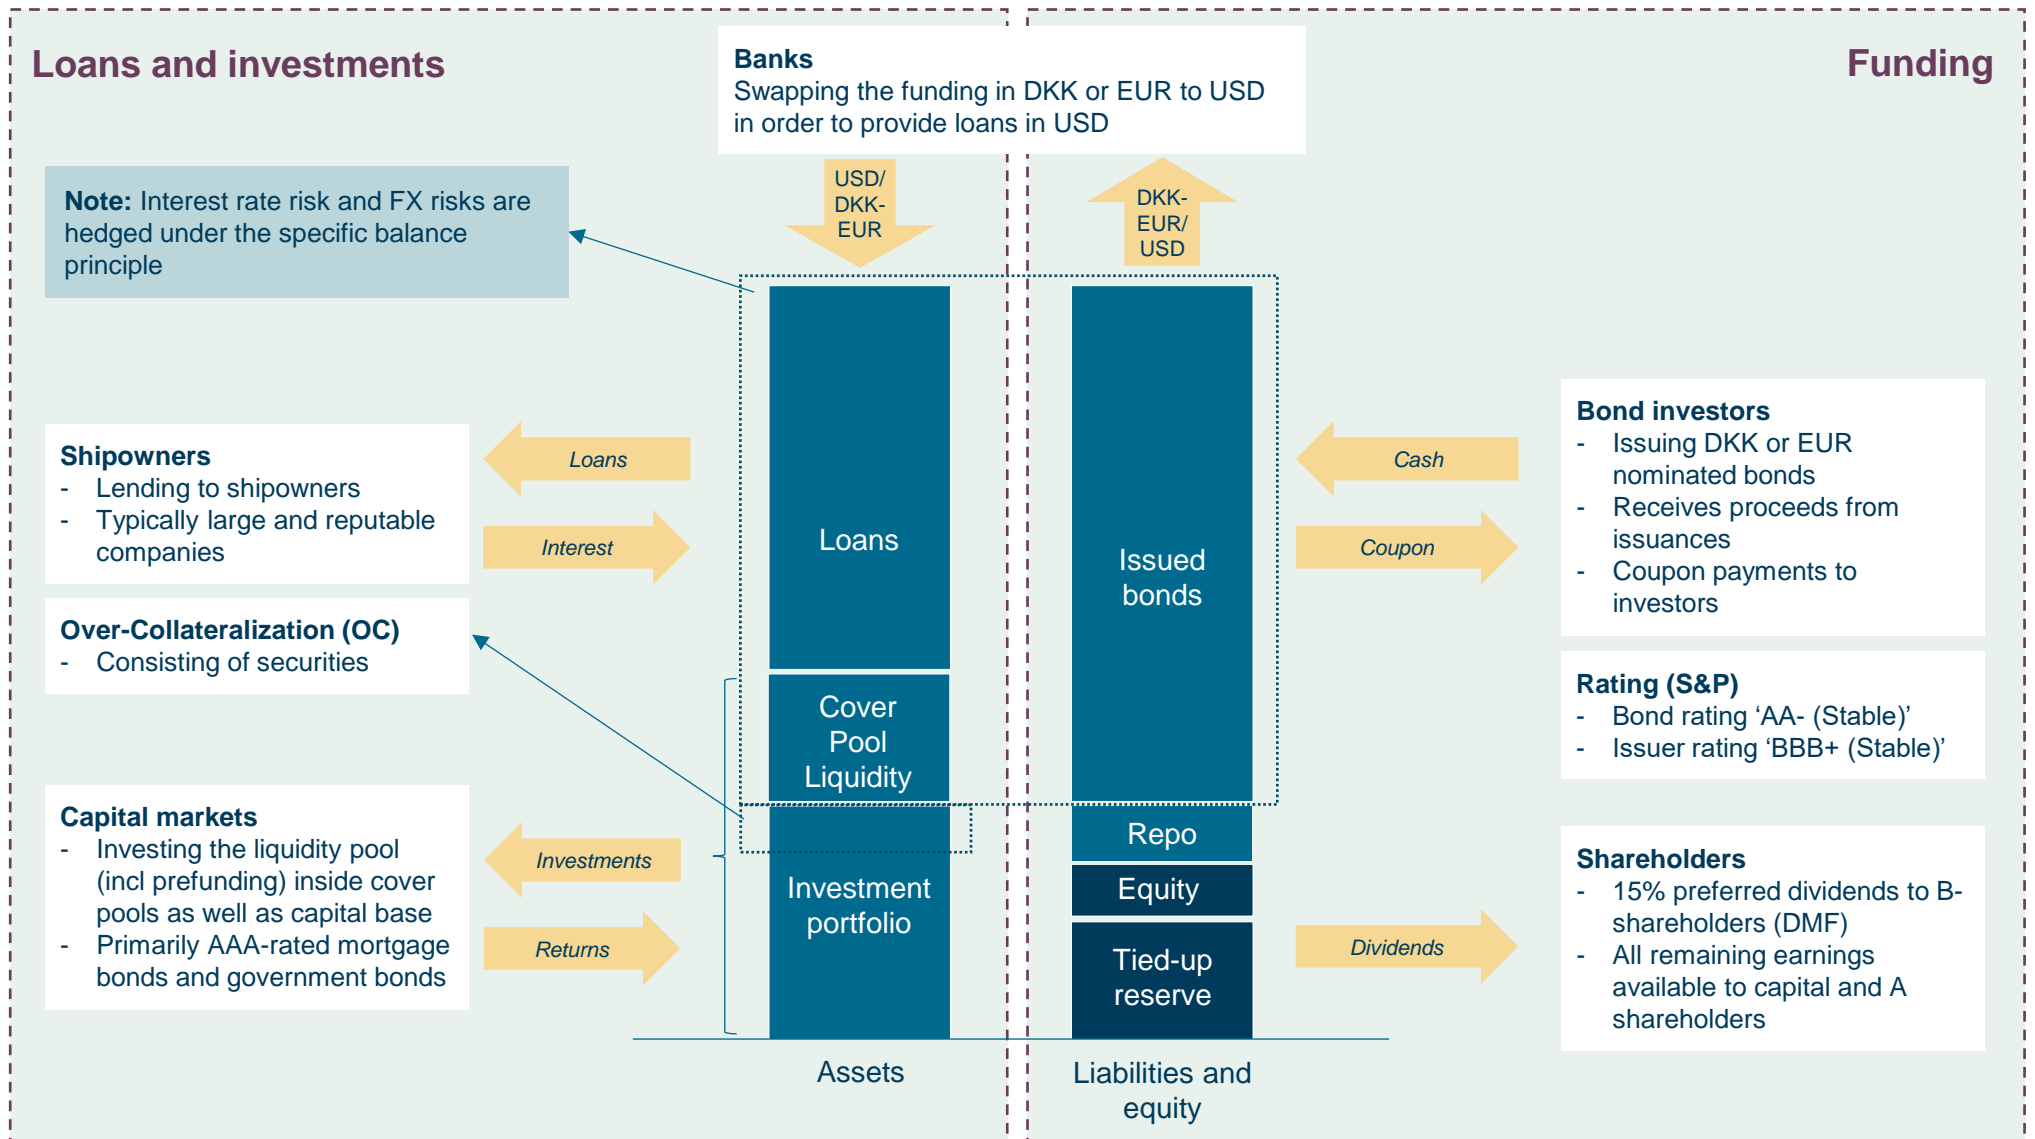 Loans and investments
Funding
Banks
Swapping the funding in DKK or EUR to USD
in order to provide loans in USD
Note: Interest rate risk and FX risks are
hedged under the specific balance
principle
USD/
DKK-
EUR
DKK-
EUR/
USD
Shipowners
- Lending to shipowners
- Typically large and reputable
companies
Loans
Interest
Over-Collateralization (OC)
- Consisting of securities
Capital markets
- Investing the liquidity pool
(incl prefunding) inside cover
pools as well as capital base
- Primarily AAA-rated mortgage
bonds and government bonds
Investments
Returns
Loans
Cover
Pool
Liquidity
Investment
portfolio
Assets
Issued
bonds
Repo
Equity
Tied-up
reserve
Liabilities and
equity
Cash
Coupon
Dividends
Bond investors
- Issuing DKK or EUR
nominated bonds
- Receives proceeds from
issuances
- Coupon payments to
investors
Rating (S&P)
- Bond rating ‘AA- (Stable)’
- Issuer rating ‘BBB+ (Stable)’
Shareholders
- 15% preferred dividends to B-
shareholders (DMF)
- All remaining earnings
available to capital and A
shareholders